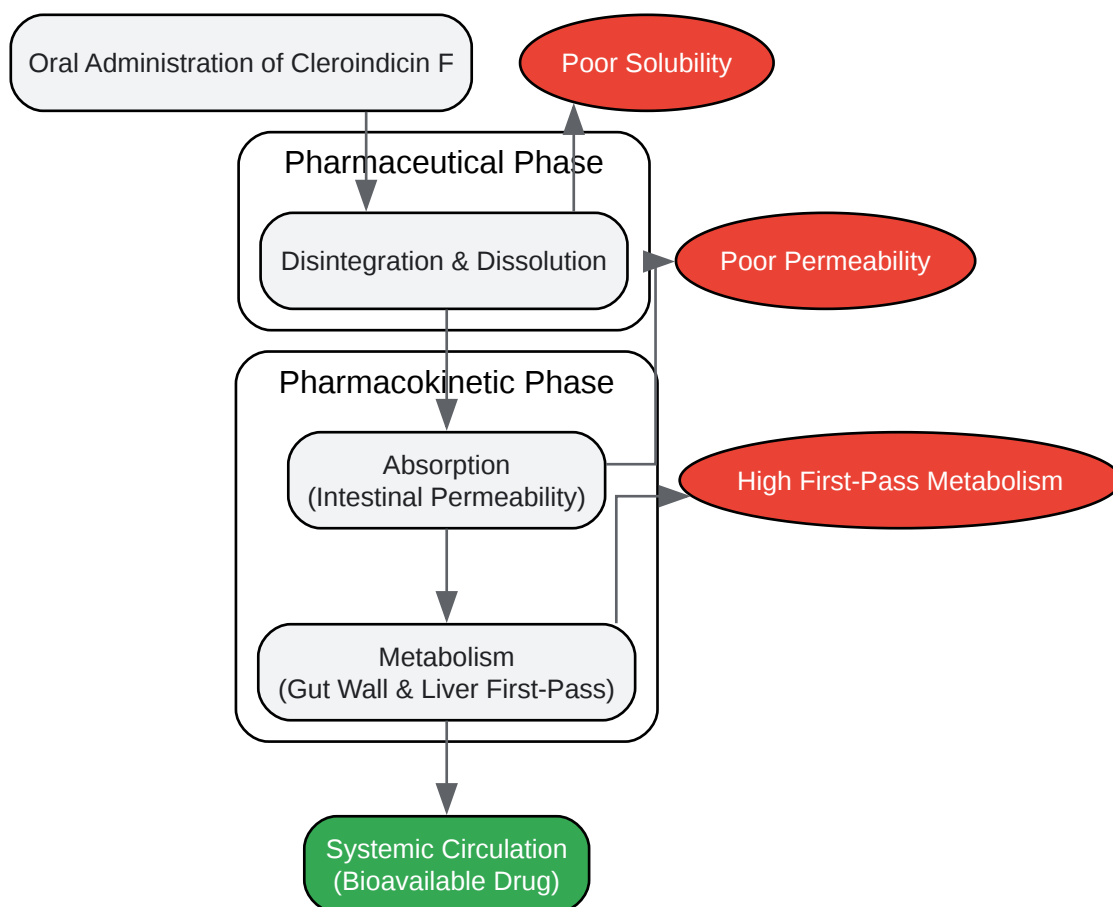 Oral Administration of Cleroindicin F
Poor Solubility
Pharmaceutical Phase
Disintegration & Dissolution
Poor Permeability
Pharmacokinetic Phase
Absorption
(Intestinal Permeability)
High First-Pass Metabolism
Metabolism
(Gut Wall & Liver First-Pass)
Systemic Circulation
(Bioavailable Drug)